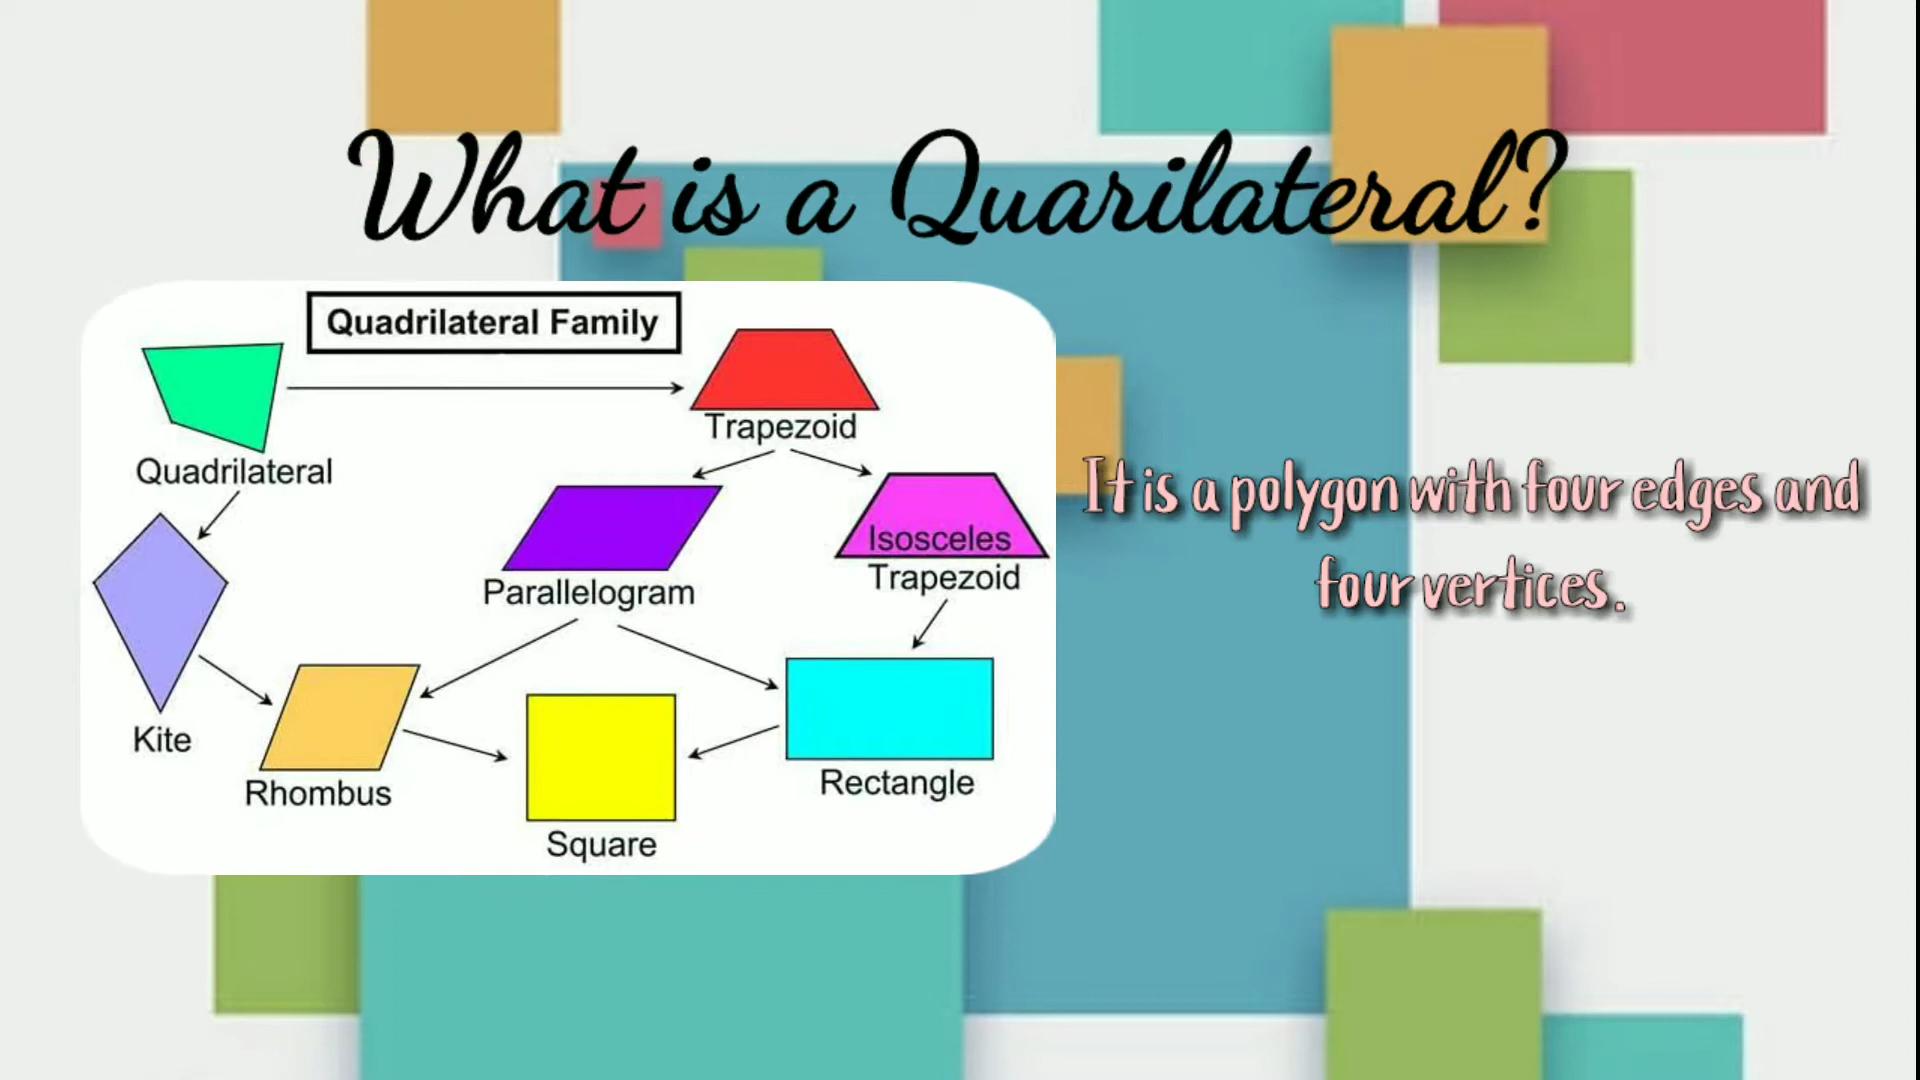 What is a Quarilateral?
Quadrilateral Family
Trapezoid
Quadrilateral
Isosceles
Trapezoid
Parallelogram
Kite
Rhombus
Rectangle
Square
It is a polygon with four edges and
four vertices.